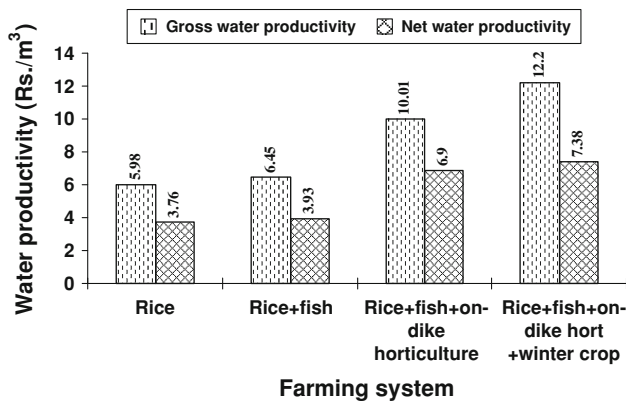 Gross water productivity Net water productivity
Water productivity (Rs./m³)
14
12
10
8
6
4
2
0
5.98
3.76
6.45
3.93
10.01
6.9
12.2
7.38
Rice
Rice+fish
Rice+fish+on-
dike
horticulture
Rice+fish+on-
dike hort
+winter crop
Farming system